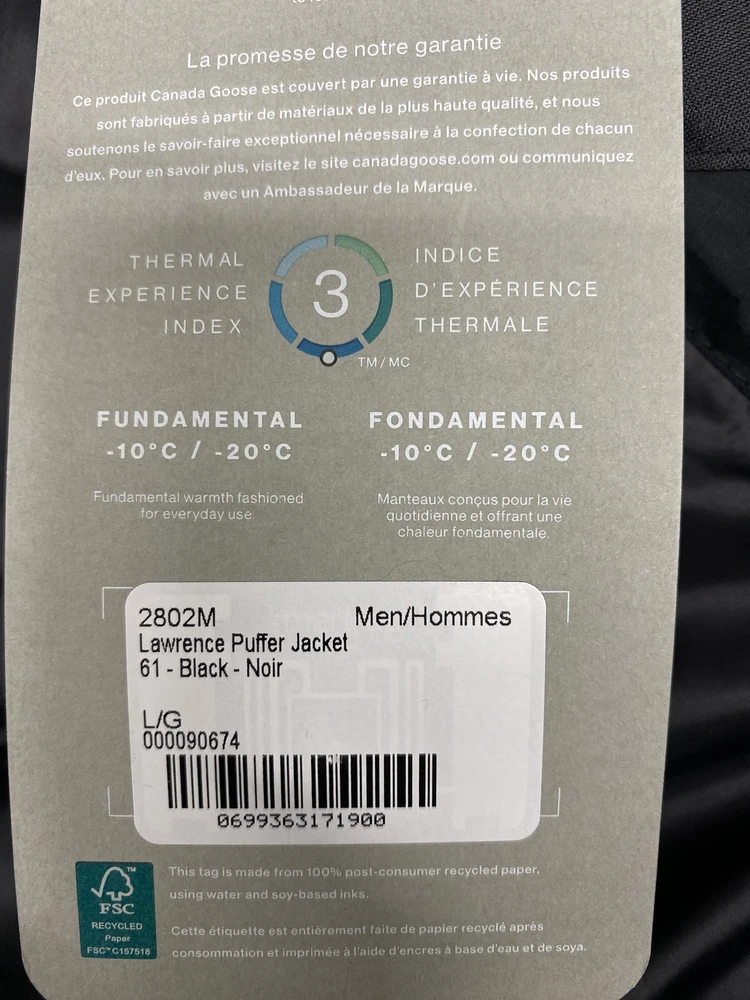 La promesse de notre garantie
Ce produit Canada Goose est couvert par une garantie à vie. Nos produits
sont fabriqués à partir de matériaux de la plus haute qualité, et nous
soutenons le savoir-faire exceptionnel nécessaire à la confection de chacun
d'eux. Pour en savoir plus, visitez le site canadagoose.com ou communiquez
avec un Ambassadeur de la Marque.
THERMAL
EXPERIENCE
INDEX
3
INDICE
D'EXPÉRIENCE
THERMALE
TM / MC
FUNDAMENTAL
-10°C / -20°C
Fundamental warmth fashioned
for everyday use
FONDAMENTAL
-10°C / -20°C
Manteaux conçus pour la vie
quotidienne et offrant une
chaleur fondamentale.
2802M Men/Hommes
Lawrence Puffer Jacket
61 - Black - Noir
L/G
000090674
0699363171900
FSC
RECYCLED
Paper
FSC™ C157518
This tag is made from 100% post-consumer recycled paper,
using water and soy-based inks.
Cette étiquette est entièrement faite de papier recyclé après
consommation et imprimée à l'aide d'encres à base d'eau et de soya.